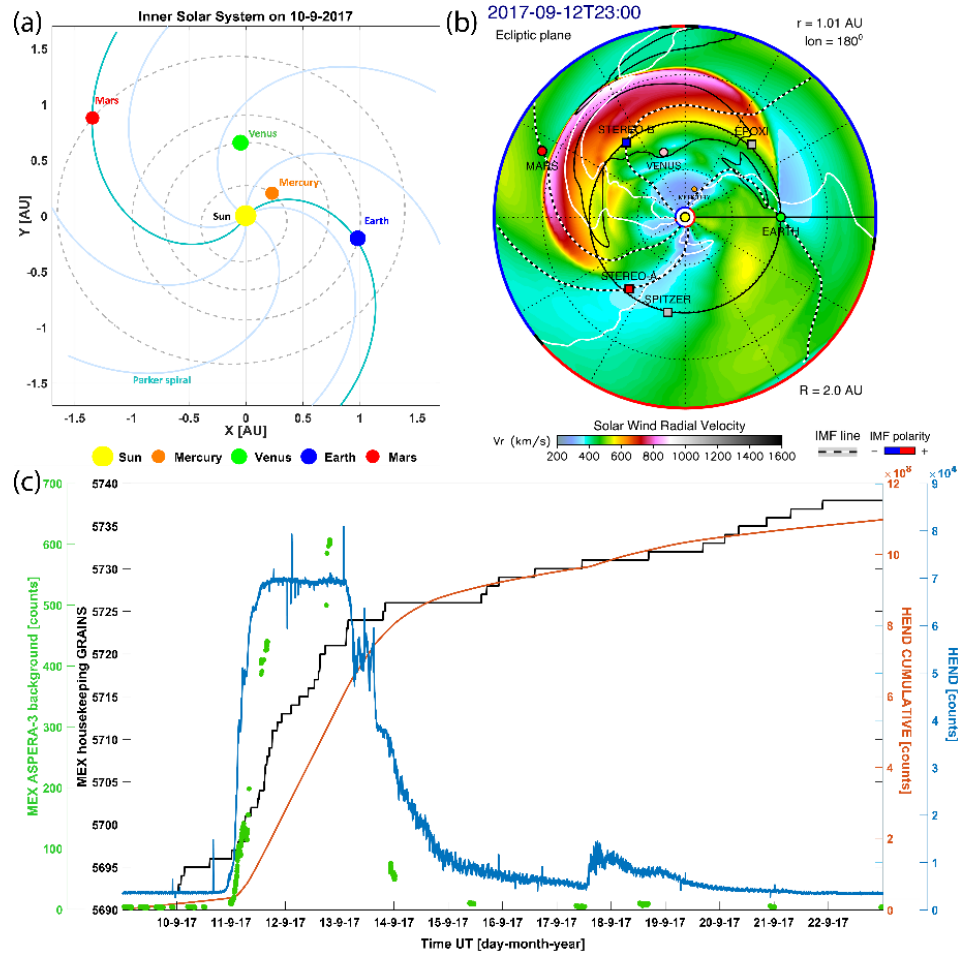 (a)
Inner Solar System on 10-9-2017
1.5
1
0.5
0
-0.5
-1
-1.5
Y [AU]
Mars
Venus
Mercury
Sun
Earth
Parker spiral
-1.5 -1 -0.5 0 0.5 1 1.5
X [AU]
Sun Mercury Venus Earth Mars
(b)
2017-09-12T23:00
Ecliptic plane
r = 1.01 AU
lon = 180⁰
STEREO-B
EPOXI
MARS
VENUS
EARTH
STEREO-A
SPITZER
R = 2.0 AU
Solar Wind Radial Velocity
Vr (km/s)
200 400 600 800 1000 1200 1400 1600
IMF line
IMF polarity
- +
(c)
MEX ASPERA-3 background [counts]
700
600
500
400
300
200
100
0
MEX housekeeping GRAINS
5740
5735
5730
5725
5720
5715
5710
5705
5700
5695
5690
×10⁸
12
10
8
6
4
2
0
HEND CUMULATIVE [counts]
×10⁴
9
8
7
6
5
4
3
2
1
0
HEND [counts]
10-9-17 11-9-17 12-9-17 13-9-17 14-9-17 15-9-17 16-9-17 17-9-17 18-9-17 19-9-17 20-9-17 21-9-17 22-9-17
Time UT [day-month-year]